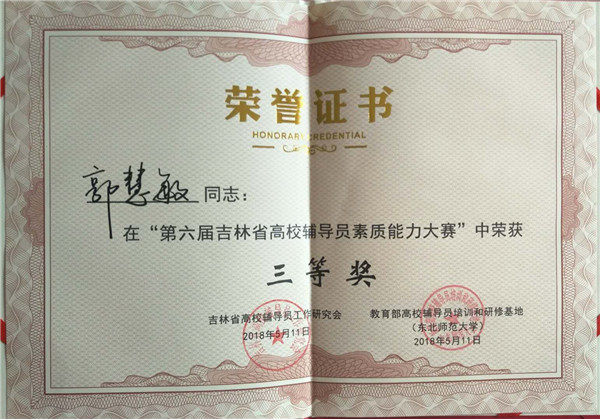 荣誉证书
HONORARY CREDENTIAL
郭慧敏同志：
在“第六届吉林省高校辅导员素质能力大赛”中荣获
三等奖
吉林省高校辅导员工作研究会
2018年5月11日
教育部高校辅导员培训和研修基地
（东北师范大学）
2018年5月11日